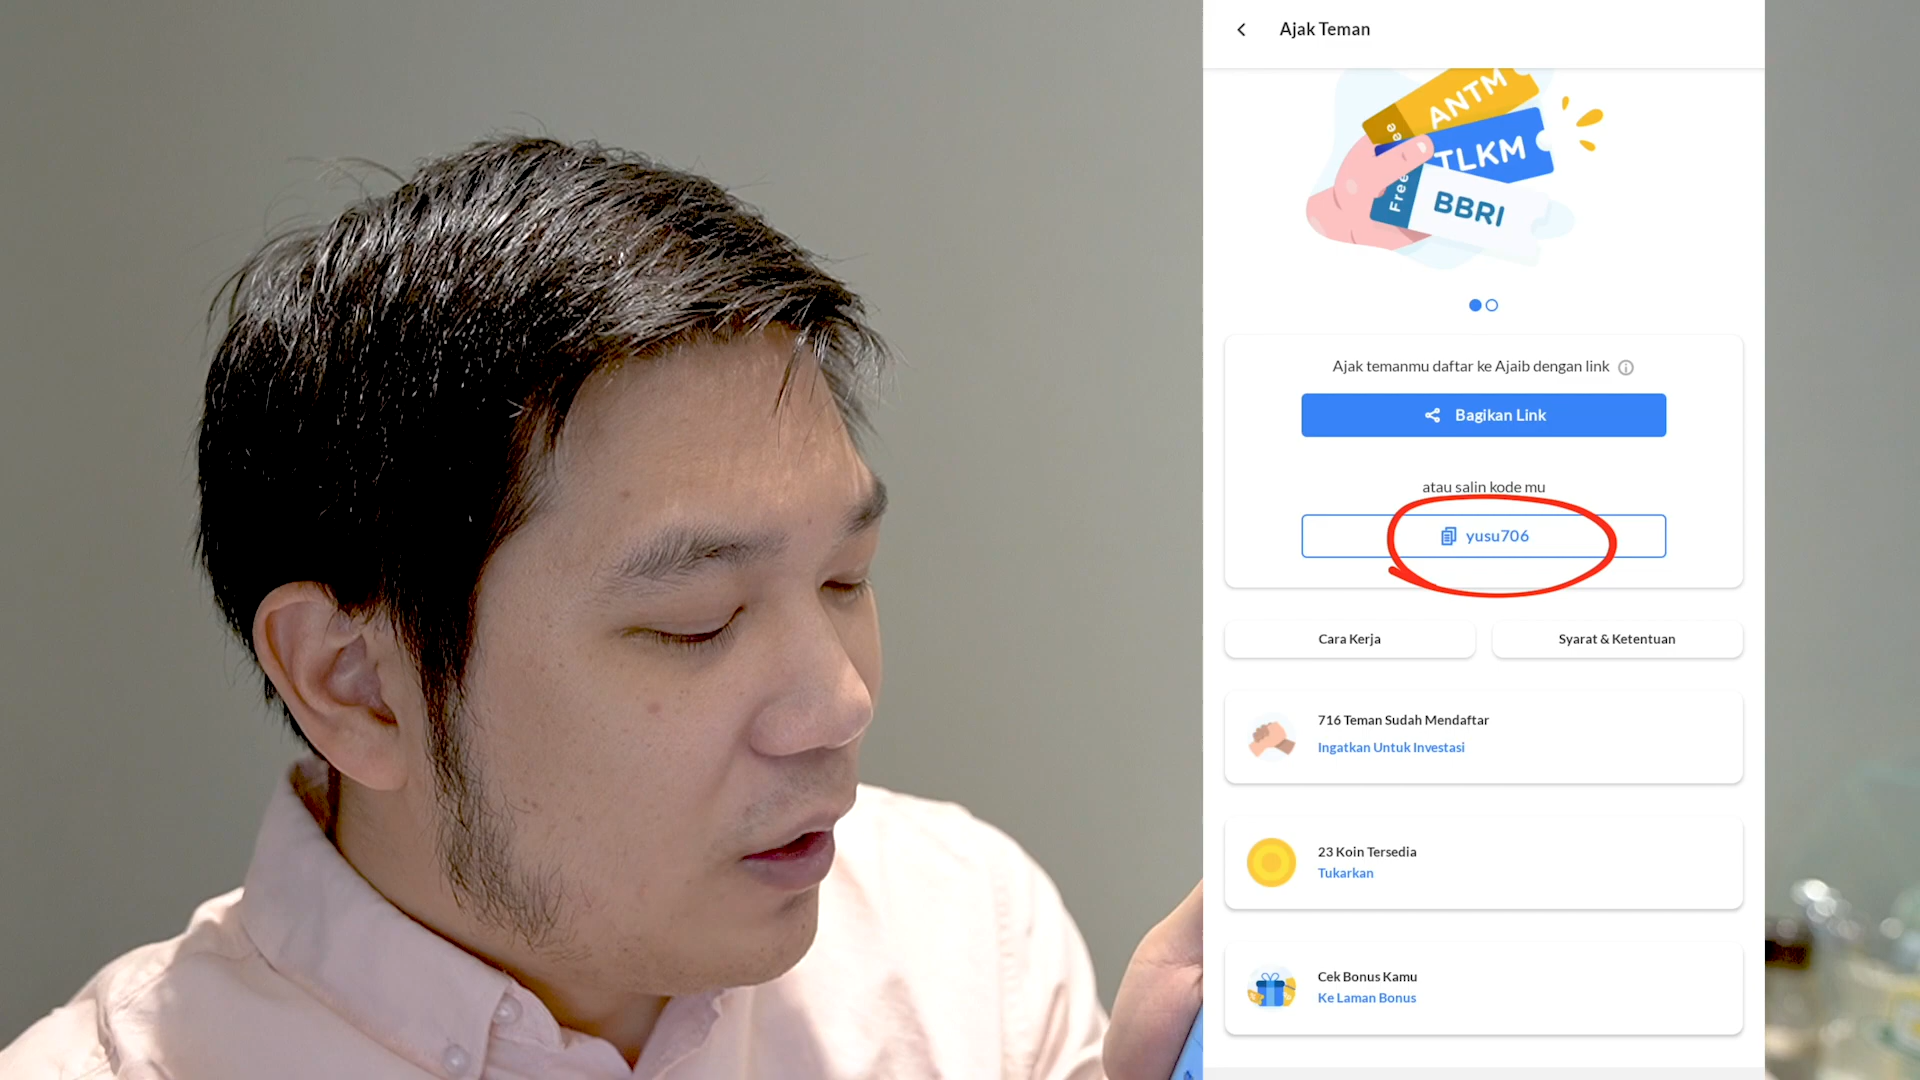 Ajak Teman
ANTM
TLKM
Free
BBRI
Ajak temanmu daftar ke Ajaib dengan link
Bagikan Link
atau salin kode mu
yusu706
Cara Kerja
Syarat & Ketentuan
716 Teman Sudah Mendaftar
Ingatkan Untuk Investasi
23 Koin Tersedia
Tukarkan
Cek Bonus Kamu
Ke Laman Bonus